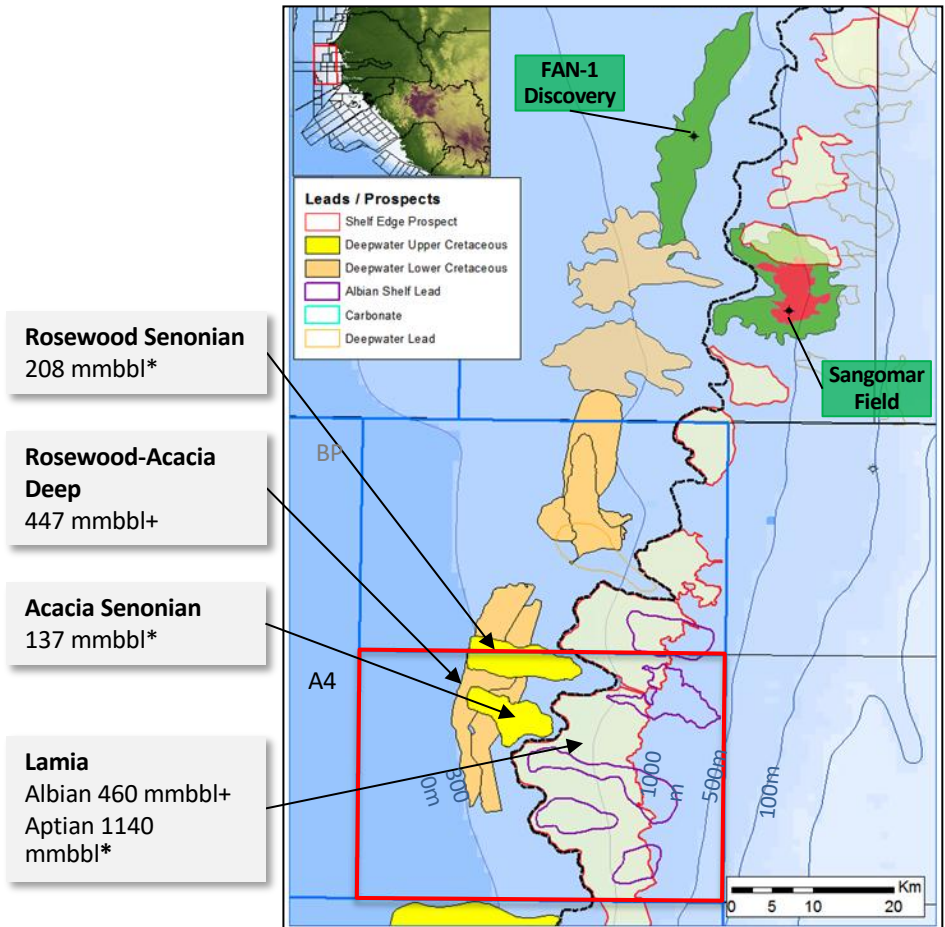 FAN-1
Discovery
Leads / Prospects
Shelf Edge Prospect
Deepwater Upper Cretaceous
Deepwater Lower Cretaceous
Albian Shelf Lead
Carbonate
Deepwater Lead
Sangomar
Field
Rosewood Senonian
208 mmbbl*
Rosewood-Acacia
Deep
447 mmbbl+
Acacia Senonian
137 mmbbl*
Lamia
Albian 460 mmbbl+
Aptian 1140
mmbbl*
BP
A4
300
0m
1000
m
500m
100m
Km
0 5 10 20